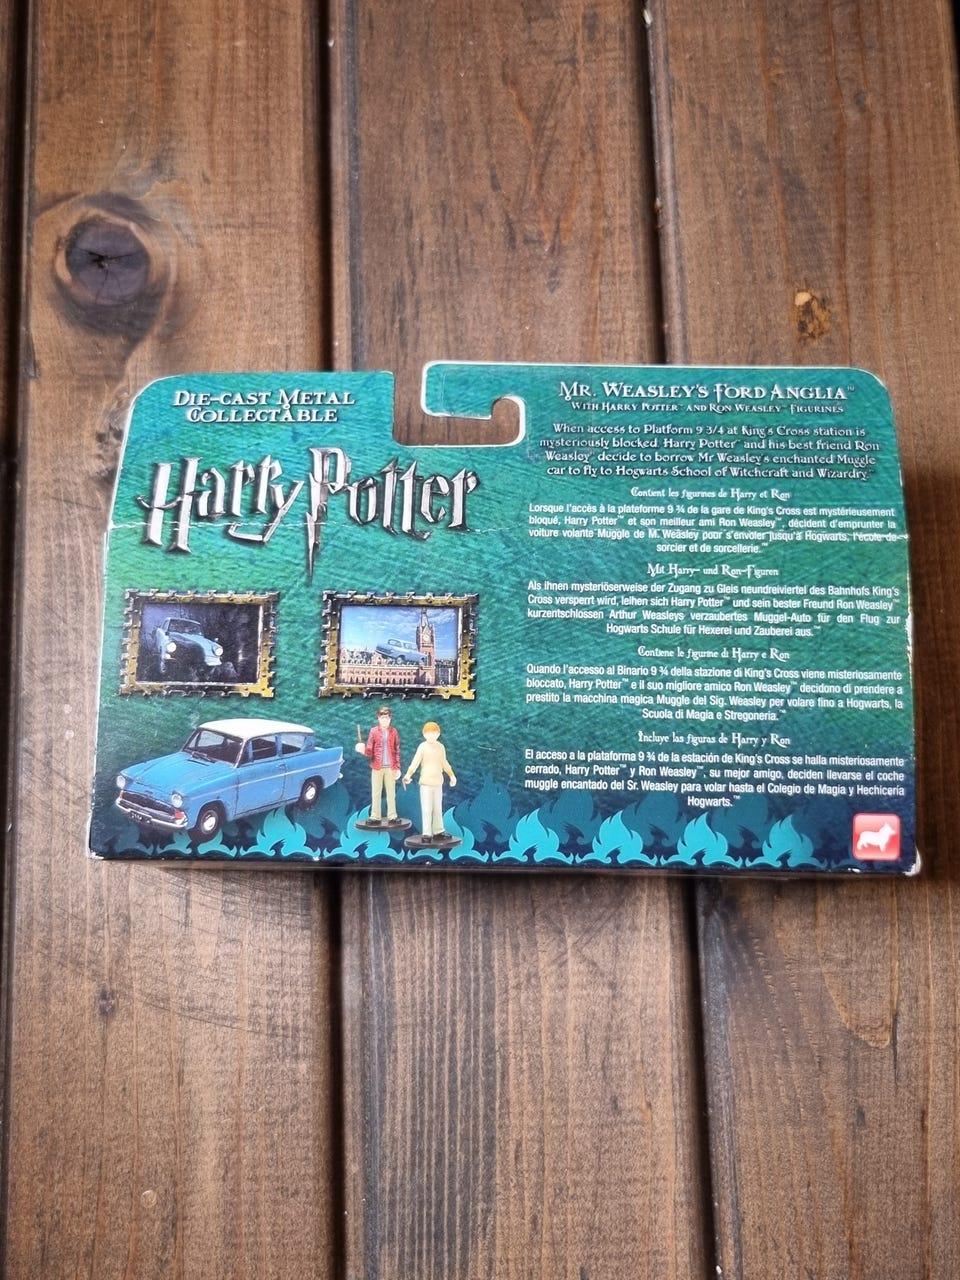 DIE-CAST METAL
COLLECTABLE
Harry Potter
MR. WEASLEY'S FORD ANGLIA™
WITH HARRY POTTER™ AND RON WEASLEY™ FIGURINES
When access to Platform 9 3/4 at King's Cross station is
mysteriously blocked, Harry Potter™ and his best friend Ron
Weasley™ decide to borrow Mr Weasley's enchanted Muggle
car to fly to Hogwarts School of Witchcraft and Wizardry.
Contient les figurines de Harry et Ron
Lorsque l'accès à la plateforme 9 ¾ de la gare de King's Cross est mystérieusement
bloqué, Harry Potter™ et son meilleur ami Ron Weasley™, décident d'emprunter la
voiture volante Muggle de M. Weasley pour s'envoler jusqu'à Hogwarts, l'école de
sorcier et de sorcellerie.™
Mit Harry- und Ron-Figuren
Als Ihnen mysteriöserweise der Zugang zu Gleis neundreiviertel des Bahnhofs King's
Cross versperrt wird, leihen sich Harry Potter™ und sein bester Freund Ron Weasley™
kurzentschlossen Arthur Weasleys verzaubertes Muggel-Auto für den Flug zur
Hogwarts Schule für Hexerei und Zauberei aus.™
Contiene le figurine di Harry e Ron
Quando l'accesso al Binario 9 ¾ della stazione di King's Cross viene misteriosamente
bloccato, Harry Potter™ e il suo migliore amico Ron Weasley™ decidono di prendere a
prestito la macchina magica Muggle del Sig. Weasley per volare fino a Hogwarts, la
Scuola di Magia e Stregoneria.™
Incluye las figuras de Harry y Ron
El acceso a la plataforma 9 ¾ de la estación de King's Cross se halla misteriosamente
cerrado, Harry Potter™ y Ron Weasley™, su mejor amigo, deciden llevarse el coche
muggle encantado del Sr. Weasley para volar hasta el Colegio de Magia y Hechicería
Hogwarts.™